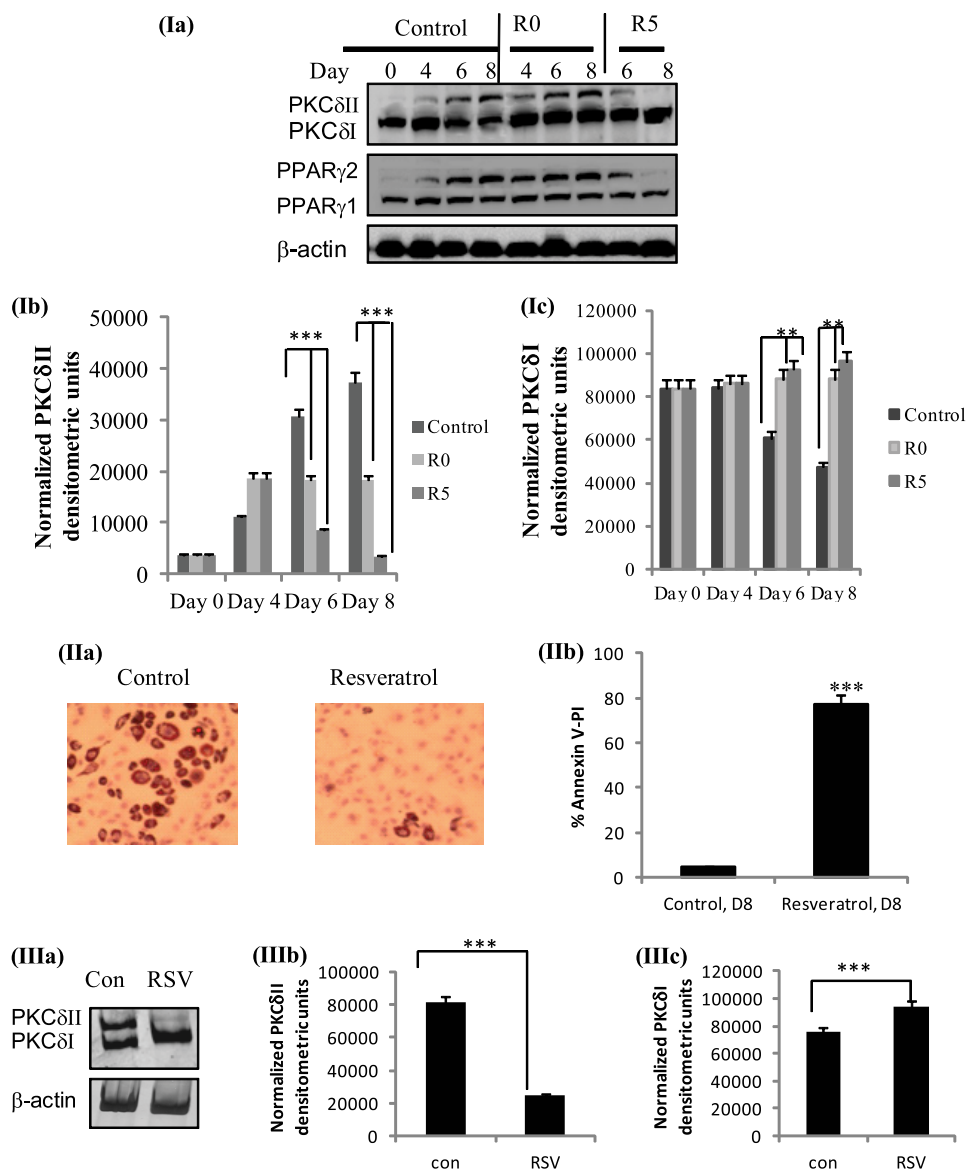 (Ia)
Control R0 R5
Day 0 4 6 8 4 6 8 6 8
PKCδII
PKCδI
PPARγ2
PPARγ1
β-actin
(Ib)
Normalized PKCδII
densitometric units
50000
40000
30000
20000
10000
0
*** ***
Day 0 Day 4 Day 6 Day 8
Control
R0
R5
(Ic)
Normalized PKCδI
densitometric units
120000
100000
80000
60000
40000
20000
0
** **
Day 0 Day 4 Day 6 Day 8
Control
R0
R5
(IIa)
Control Resveratrol
(IIb)
% Annexin V-PI
100
80
60
40
20
0
***
Control, D8 Resveratrol, D8
(IIIa)
Con RSV
PKCδII
PKCδI
β-actin
(IIIb)
Normalized PKCδII
densitometric units
100000
80000
60000
40000
20000
0
***
con RSV
(IIIc)
Normalized PKCδI
densitometric units
120000
100000
80000
60000
40000
20000
0
***
con RSV